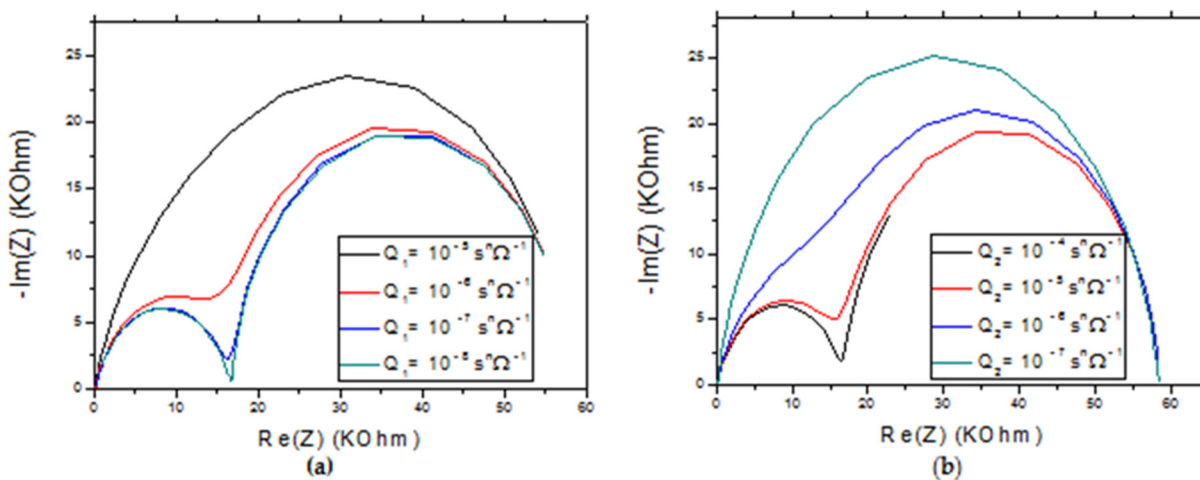 -Im(Z) (KOhm)
25
20
15
10
5
0
Q₁= 10⁻⁵ sⁿΩ⁻¹
Q₁= 10⁻⁶ sⁿΩ⁻¹
Q₁= 10⁻⁷ sⁿΩ⁻¹
Q₁= 10⁻⁸ sⁿΩ⁻¹
0 10 20 30 40 50 60
Re(Z) (KOhm)
(a)
-Im(Z) (KOhm)
25
20
15
10
5
0
Q₂= 10⁻⁴ sⁿΩ⁻¹
Q₂= 10⁻⁵ sⁿΩ⁻¹
Q₂= 10⁻⁶ sⁿΩ⁻¹
Q₂= 10⁻⁷ sⁿΩ⁻¹
0 10 20 30 40 50 60
Re(Z) (KOhm)
(b)